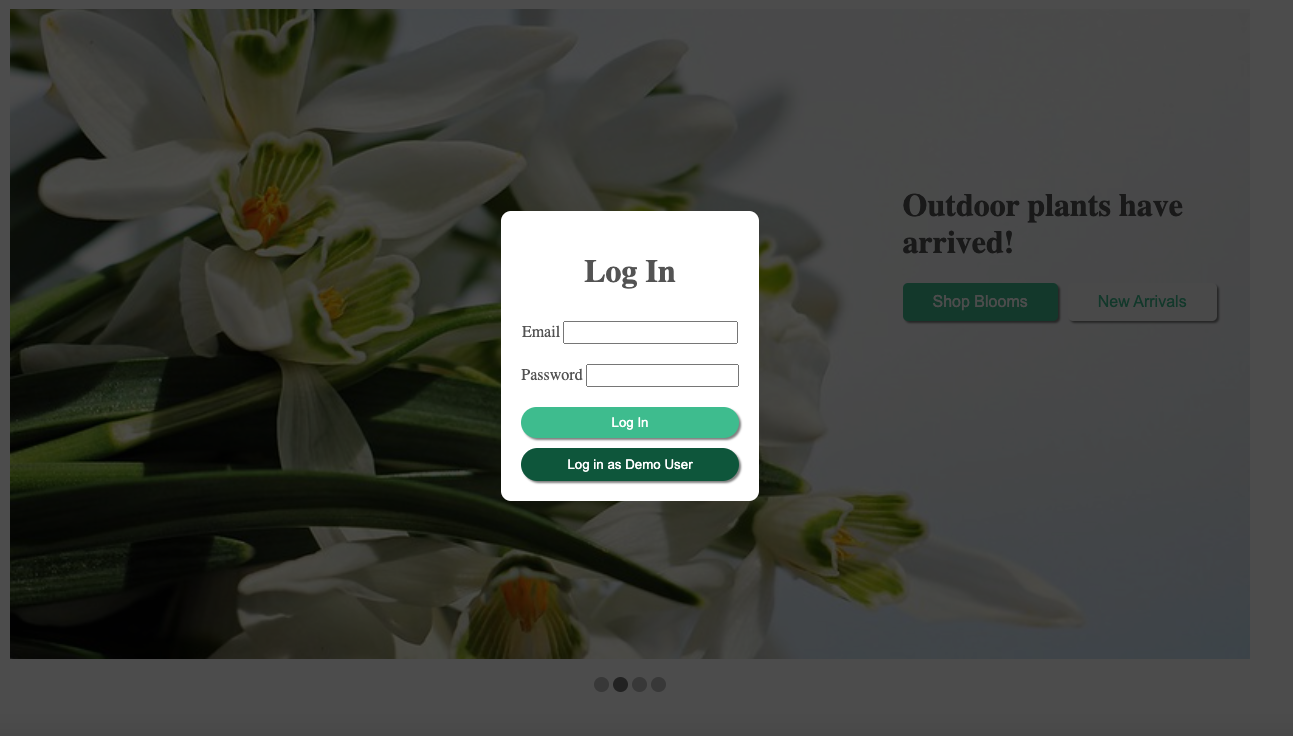 Outdoor plants have
arrived!
Shop Blooms
New Arrivals
Log In
Email
Password
Log In
Log in as Demo User